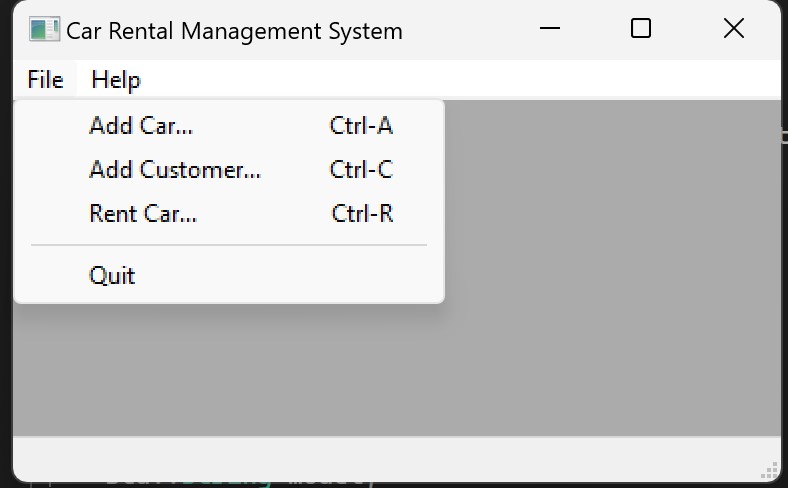 Car Rental Management System
File Help
Add Car... Ctrl-A
Add Customer... Ctrl-C
Rent Car... Ctrl-R
Quit